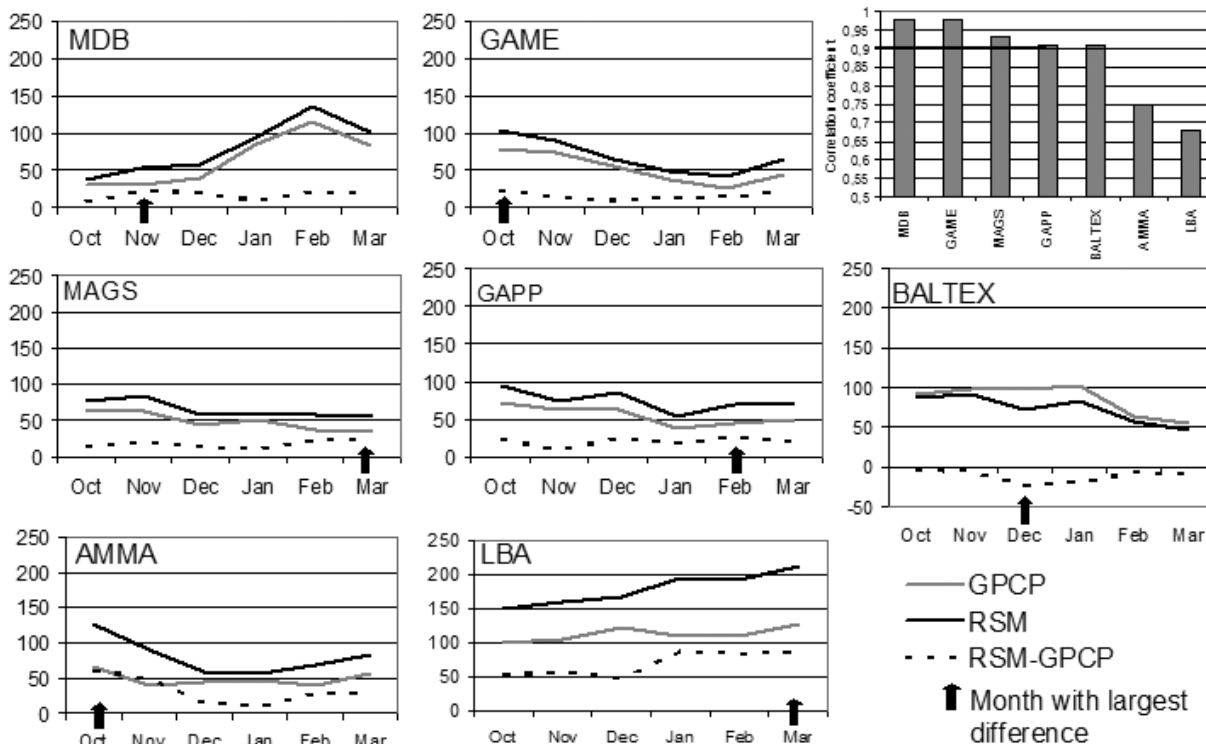 MDB
250
200
150
100
50
0
Oct Nov Dec Jan Feb Mar
GAME
250
200
150
100
50
0
Oct Nov Dec Jan Feb Mar
Correlation coefficient
1
0,95
0,9
0,85
0,8
0,75
0,7
0,65
0,6
0,55
0,5
MDB GAME MAGS GAPP BALTEX AMMA LBA
MAGS
250
200
150
100
50
0
Oct Nov Dec Jan Feb Mar
GAPP
250
200
150
100
50
0
Oct Nov Dec Jan Feb Mar
BALTEX
250
200
150
100
50
0
-50
Oct Nov Dec Jan Feb Mar
AMMA
250
200
150
100
50
0
Oct Nov Dec Jan Feb Mar
LBA
250
200
150
100
50
0
Oct Nov Dec Jan Feb Mar
GPCP
RSM
RSM-GPCP
Month with largest
difference